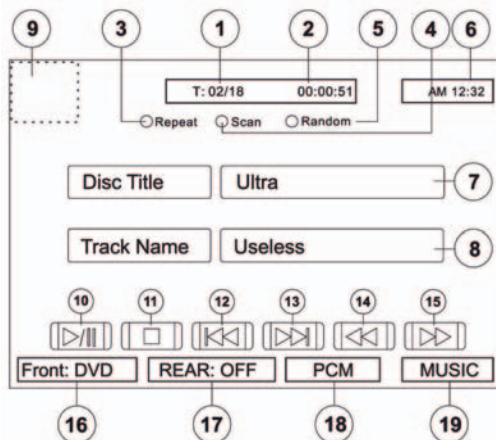 9 3 1 2 5 4 6
T: 02/18 00:00:51 AM 12:32
Repeat Scan Random
Disc Title Ultra 7
Track Name Useless 8
10 11 12 13 14 15
Front: DVD REAR: OFF PCM MUSIC
16 17 18 19